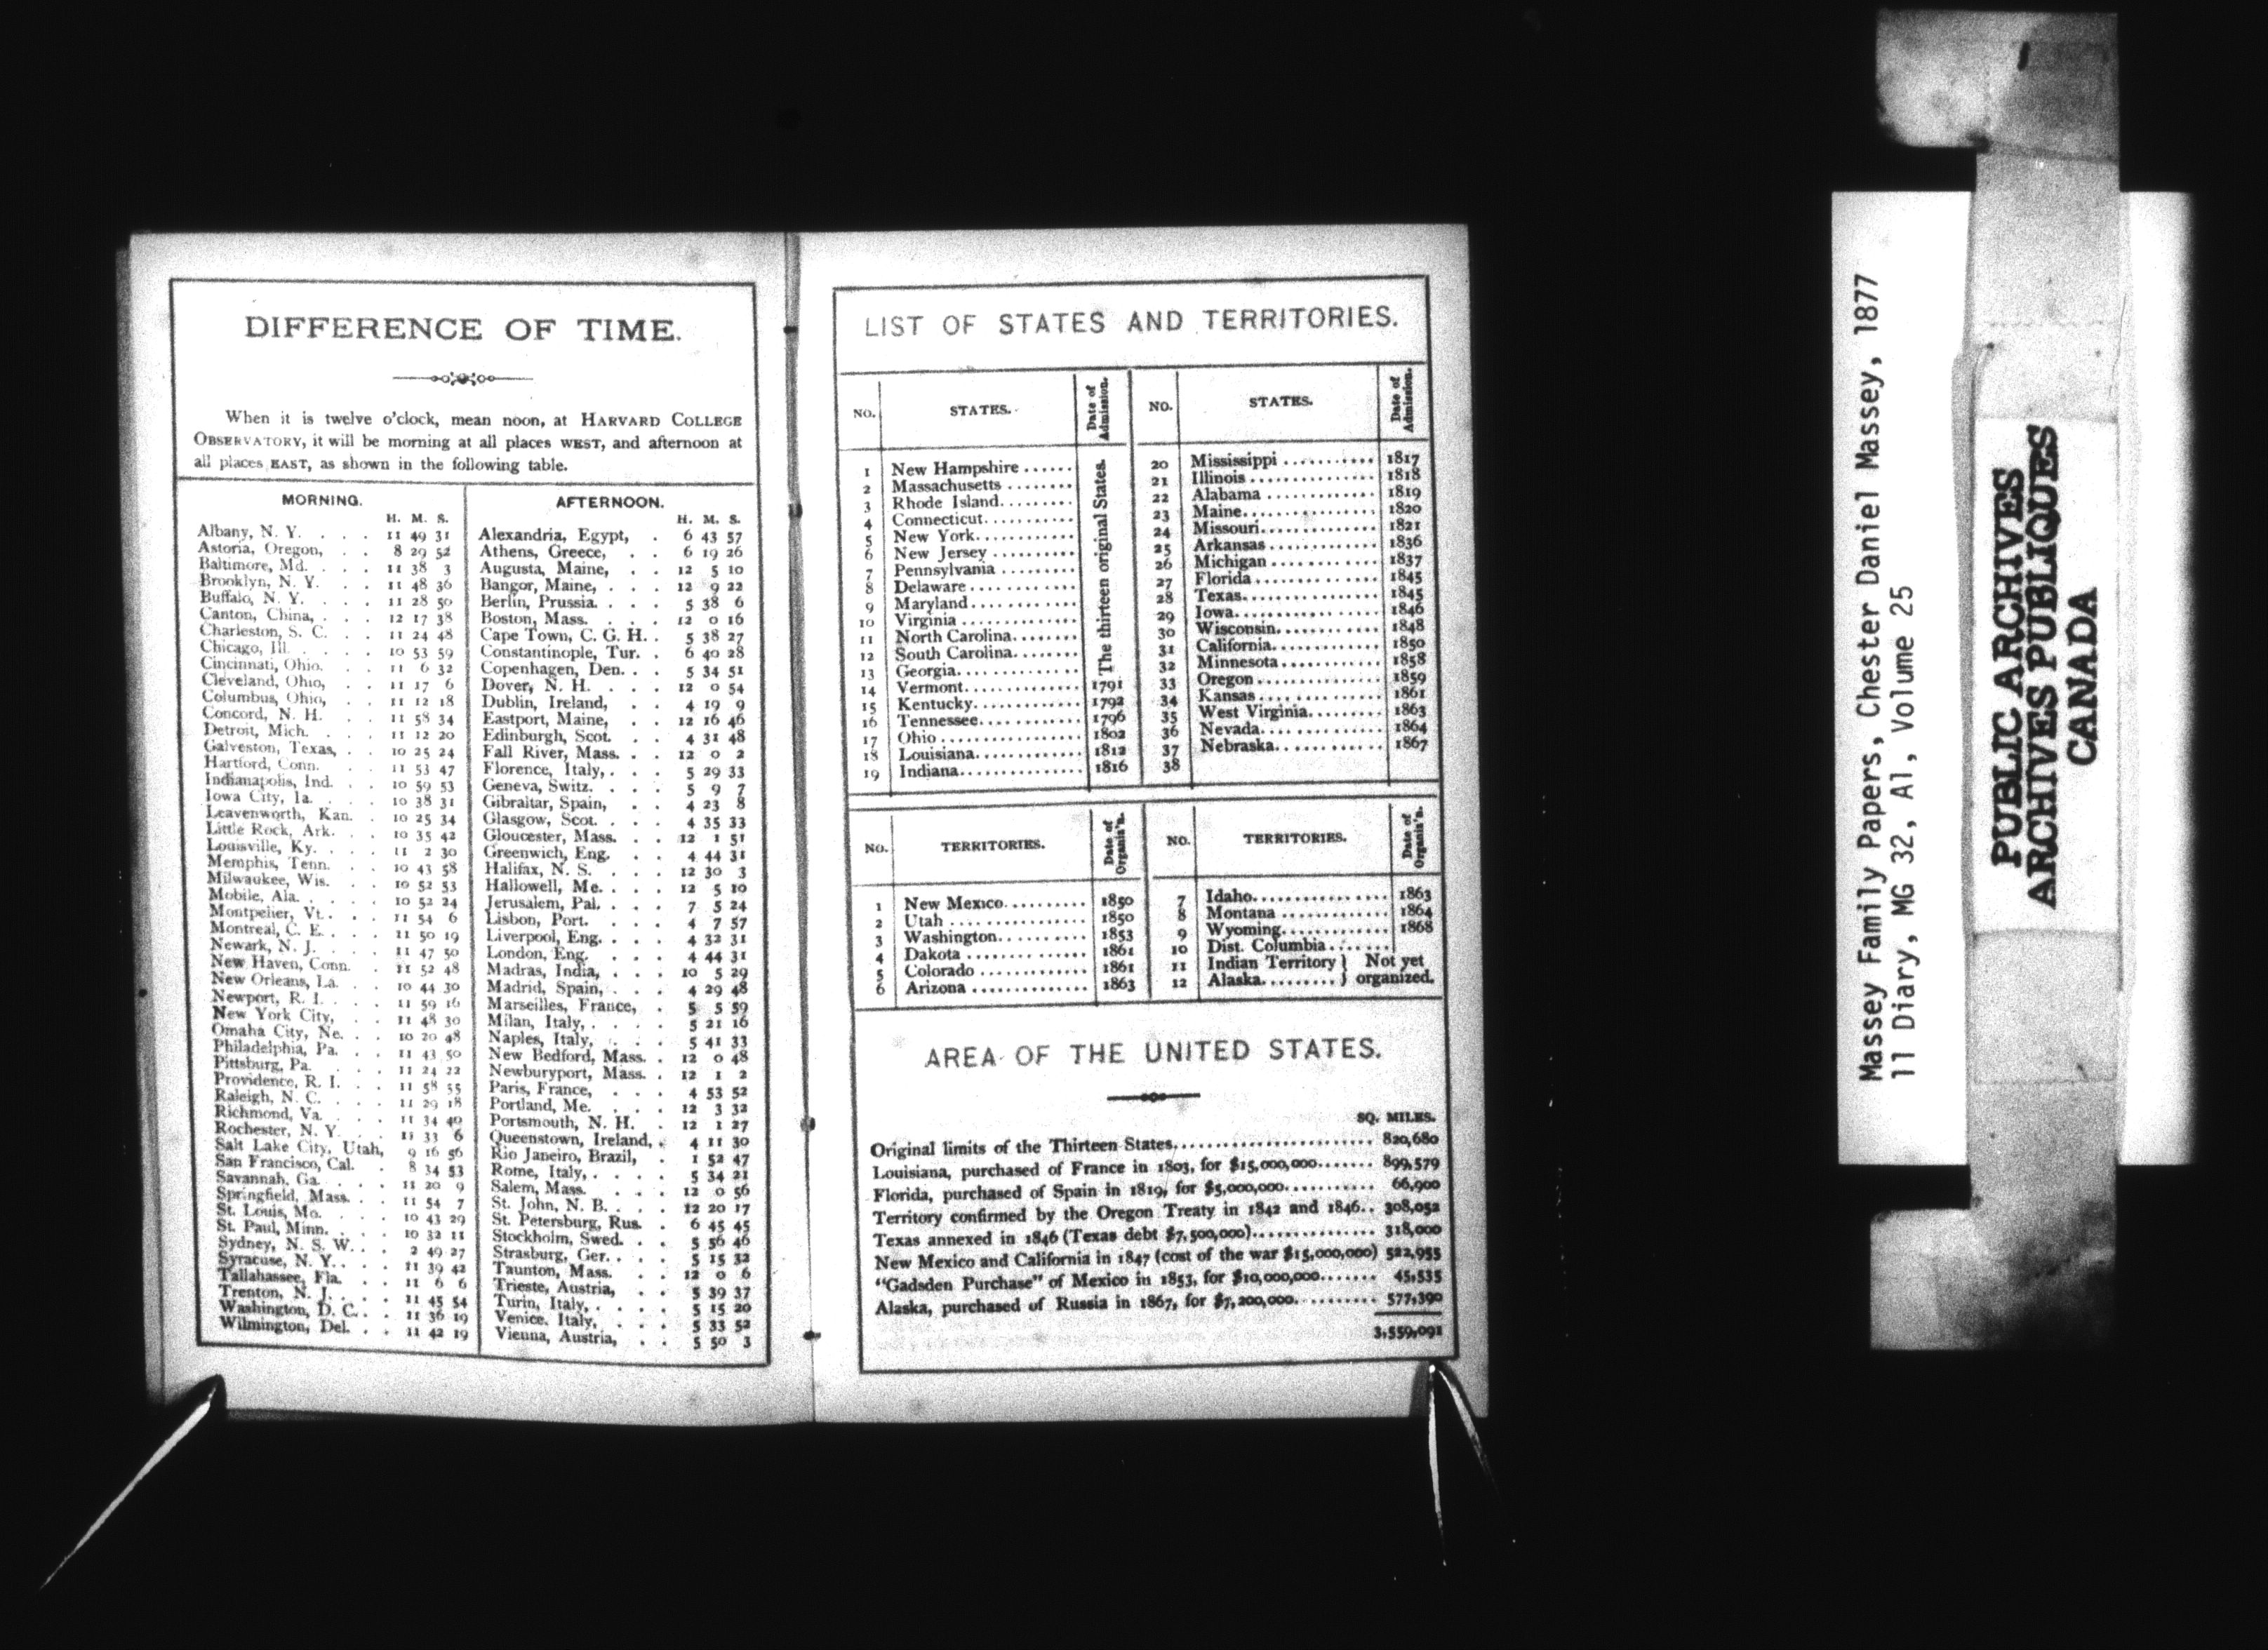 DIFFERENCE OF TIME.
When it is twelve o'clock, mean noon, at HARVARD COLLEGE
OBSERVATORY, it will be morning at all places WEST, and afternoon at
all places EAST, as shown in the following table.
MORNING.
H. M. S.
Albany, N. Y. . . . . 11 49 31
Astoria, Oregon, . . 8 29 52
Baltimore, Md. . . . 11 38 3
Brooklyn, N. Y. . . 11 48 36
Buffalo, N. Y. . . . 11 28 50
Canton, China, . . . 12 17 38
Charleston, S. C. . . 11 24 48
Chicago, Ill. . . . . 10 53 59
Cincinnati, Ohio. . . 11 6 32
Cleveland, Ohio, . . 11 17 6
Columbus, Ohio, . . 11 12 18
Concord, N. H. . . 11 58 34
Detroit, Mich. . . . 11 12 20
Galveston, Texas, . . 10 25 24
Hartford, Conn. . . 11 53 47
Indianapolis, Ind. . . 10 59 53
Iowa City, Ia. . . . 10 38 31
Leavenworth, Kan. . 10 25 34
Little Rock, Ark. . . 10 35 42
Louisville, Ky. . . . 11 2 30
Memphis, Tenn. . . 10 43 58
Milwaukee, Wis. . . 10 52 53
Mobile, Ala. . . . . 10 52 24
Montpelier, Vt. . . . 11 54 6
Montreal, C. E. . . . 11 50 19
Newark, N. J. . . . 11 47 50
New Haven, Conn. . 11 52 48
New Orleans, La. . . 10 44 30
Newport, R. I. . . . 11 59 16
New York City, . . 11 48 30
Omaha City, Ne. . . 10 20 48
Philadelphia, Pa. . . 11 43 50
Pittsburg, Pa. . . . 11 24 22
Providence, R. I. . . 11 58 55
Raleigh, N. C. . . . 11 29 18
Richmond, Va. . . . 11 34 40
Rochester, N. Y. . . 11 33 6
Salt Lake City, Utah, 9 16 56
San Francisco, Cal. . 8 34 53
Savannah, Ga. . . . 11 20 9
Springfield, Mass. . . 11 54 7
St. Louis, Mo. . . . 10 43 29
St. Paul, Minn. . . . 10 32 11
Sydney, N. S. W. . . 2 49 27
Syracuse, N. Y. . . . 11 39 42
Tallahassee, Fla. . . 11 6 6
Trenton, N. J. . . . 11 45 54
Washington, D. C. . . 11 36 19
Wilmington, Del. . . 11 42 19
AFTERNOON.
H. M. S.
Alexandria, Egypt, . 6 43 57
Athens, Greece, . . 6 19 26
Augusta, Maine, . . 12 5 10
Bangor, Maine, . . . 12 9 22
Berlin, Prussia. . . . 5 38 6
Boston, Mass. . . . 12 0 16
Cape Town, C. G. H. . 5 38 27
Constantinople, Tur. . 6 40 28
Copenhagen, Den. . . 5 34 51
Dover, N. H. . . . 12 0 54
Dublin, Ireland, . . 4 19 9
Eastport, Maine, . . 12 16 46
Edinburgh, Scot. . . 4 31 48
Fall River, Mass. . . 12 0 2
Florence, Italy, . . . 5 29 33
Geneva, Switz. . . . 5 9 7
Gibraltar, Spain, . . 4 23 8
Glasgow, Scot. . . . 4 35 33
Gloucester, Mass. . . 12 1 51
Greenwich, Eng. . . 4 44 31
Halifax, N. S. . . . 12 30 3
Hallowell, Me. . . . 12 5 10
Jerusalem, Pal. . . . 7 5 24
Lisbon, Port. . . . 4 7 57
Liverpool, Eng. . . . 4 32 31
London, Eng. . . . 4 44 31
Madras, India, . . . 10 5 29
Madrid, Spain, . . . 4 29 48
Marseilles, France, . 5 5 59
Milan, Italy, . . . . 5 21 16
Naples, Italy, . . . 5 41 33
New Bedford, Mass. . 12 0 48
Newburyport, Mass. . 12 1 2
Paris, France, . . . 4 53 52
Portland, Me. . . . 12 3 32
Portsmouth, N. H. . 12 1 27
Queenstown, Ireland, . 4 11 30
Rio Janeiro, Brazil, . 1 52 47
Rome, Italy, . . . . 5 34 21
Salem, Mass. . . . 12 0 56
St. John, N. B. . . . 12 20 17
St. Petersburg, Rus. . 6 45 45
Stockholm, Swed. . . 5 56 46
Strasburg, Ger. . . . 5 15 32
Taunton, Mass. . . 12 0 6
Trieste, Austria, . . 5 39 37
Turin, Italy, . . . . 5 15 20
Venice, Italy, . . . 5 33 52
Vienna, Austria, . . 5 50 3
LIST OF STATES AND TERRITORIES.
NO. STATES. Date of Admission. NO. STATES. Date of Admission.
The thirteen original States.
1 New Hampshire ......
2 Massachusetts ........
3 Rhode Island.........
4 Connecticut...........
5 New York............
6 New Jersey ..........
7 Pennsylvania .........
8 Delaware.............
9 Maryland.............
10 Virginia ..............
11 North Carolina........
12 South Carolina........
13 Georgia...............
14 Vermont.............. 1791
15 Kentucky............. 1792
16 Tennessee............ 1796
17 Ohio ................. 1802
18 Louisiana............. 1812
19 Indiana............... 1816
20 Mississippi ........... 1817
21 Illinois ............... 1818
22 Alabama ............. 1819
23 Maine................ 1820
24 Missouri.............. 1821
25 Arkansas ............. 1836
26 Michigan ............. 1837
27 Florida ............... 1845
28 Texas................ 1845
29 Iowa................. 1846
30 Wisconsin............ 1848
31 California............. 1850
32 Minnesota............ 1858
33 Oregon............... 1859
34 Kansas............... 1861
35 West Virginia......... 1863
36 Nevada.............. 1864
37 Nebraska............ 1867
38
NO. TERRITORIES. Date of Organiz'n. NO. TERRITORIES. Date of Organiz'n.
1 New Mexico.......... 1850
2 Utah ................. 1850
3 Washington........... 1853
4 Dakota ............... 1861
5 Colorado ............. 1861
6 Arizona .............. 1863
7 Idaho................. 1863
8 Montana ............. 1864
9 Wyoming............. 1868
10 Dist. Columbia.......
11 Indian Territory } Not yet
12 Alaska......... } organized.
AREA OF THE UNITED STATES.
SQ. MILES.
Original limits of the Thirteen States........................ 820,680
Louisiana, purchased of France in 1803, for $15,000,000....... 899,579
Florida, purchased of Spain in 1819, for $5,000,000........... 66,900
Territory confirmed by the Oregon Treaty in 1842 and 1846.. 308,052
Texas annexed in 1846 (Texas debt $7,500,000)............... 318,000
New Mexico and California in 1847 (cost of the war $15,000,000) 522,955
"Gadsden Purchase" of Mexico in 1853, for $10,000,000....... 45,535
Alaska, purchased of Russia in 1867, for $7,200,000.......... 577,390
3,559,091
Massey Family Papers, Chester Daniel Massey, 1877
11 Diary, MG 32, A1, Volume 25
PUBLIC ARCHIVES
ARCHIVES PUBLIQUES
CANADA